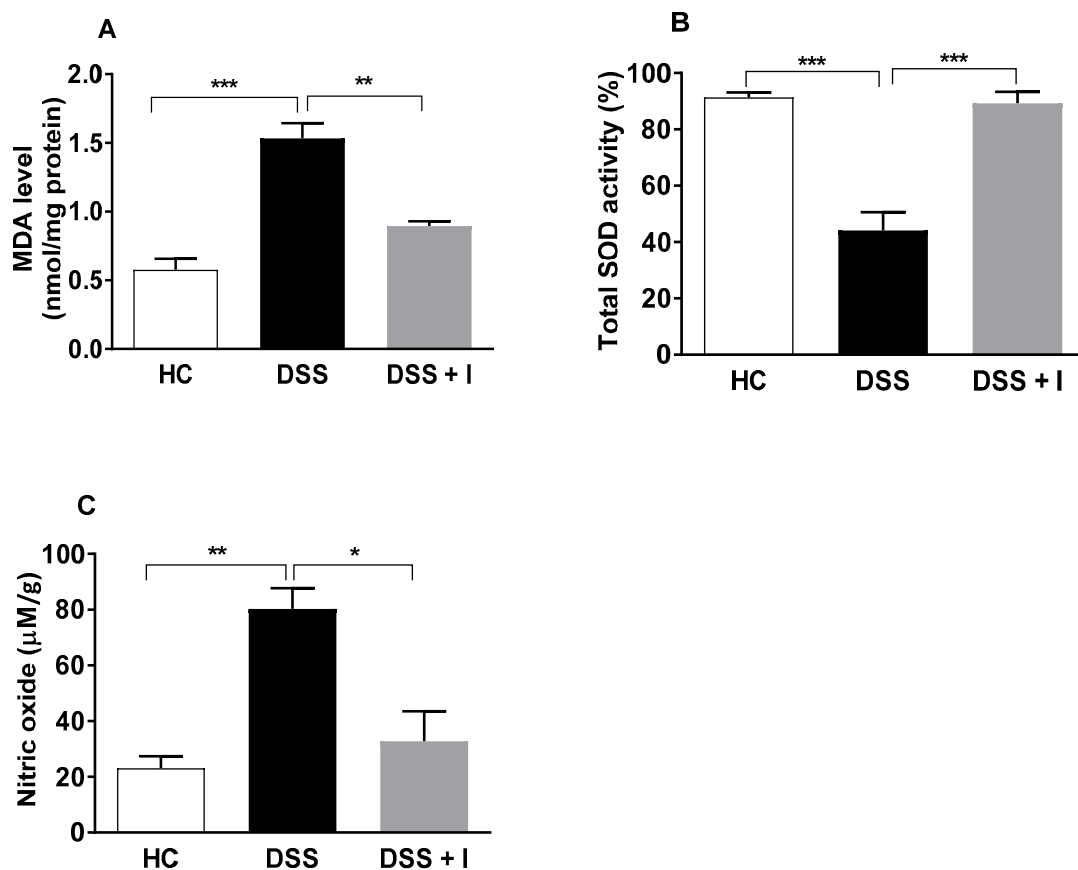 A
MDA level
(nmol/mg protein)
2.0
1.5
1.0
0.5
0.0
***
**
HC
DSS
DSS + I
B
Total SOD activity (%)
100
80
60
40
20
0
***
***
HC
DSS
DSS + I
C
Nitric oxide (μM/g)
100
80
60
40
20
0
**
*
HC
DSS
DSS + I